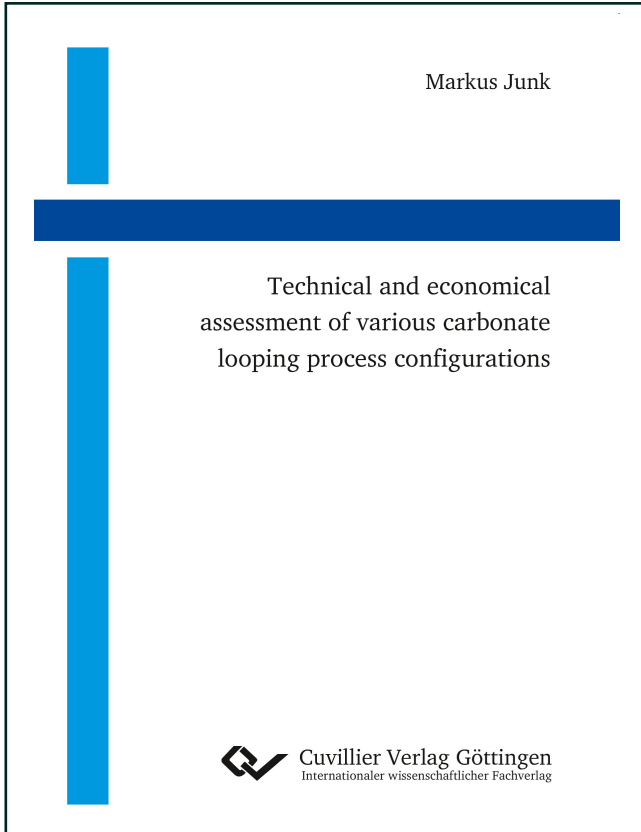 Markus Junk
Technical and economical
assessment of various carbonate
looping process configurations
Cuvillier Verlag Göttingen
Internationaler wissenschaftlicher Fachverlag